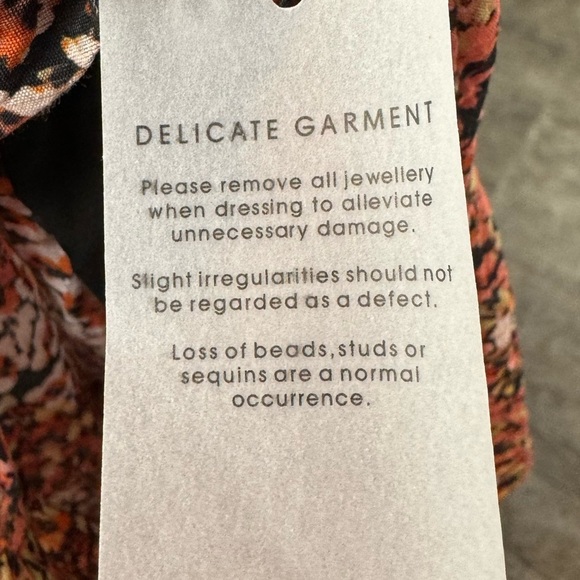 DELICATE GARMENT
Please remove all jewellery
when dressing to alleviate
unnecessary damage.
Slight irregularities should not
be regarded as a defect.
Loss of beads,studs or
sequins are a normal
occurrence.